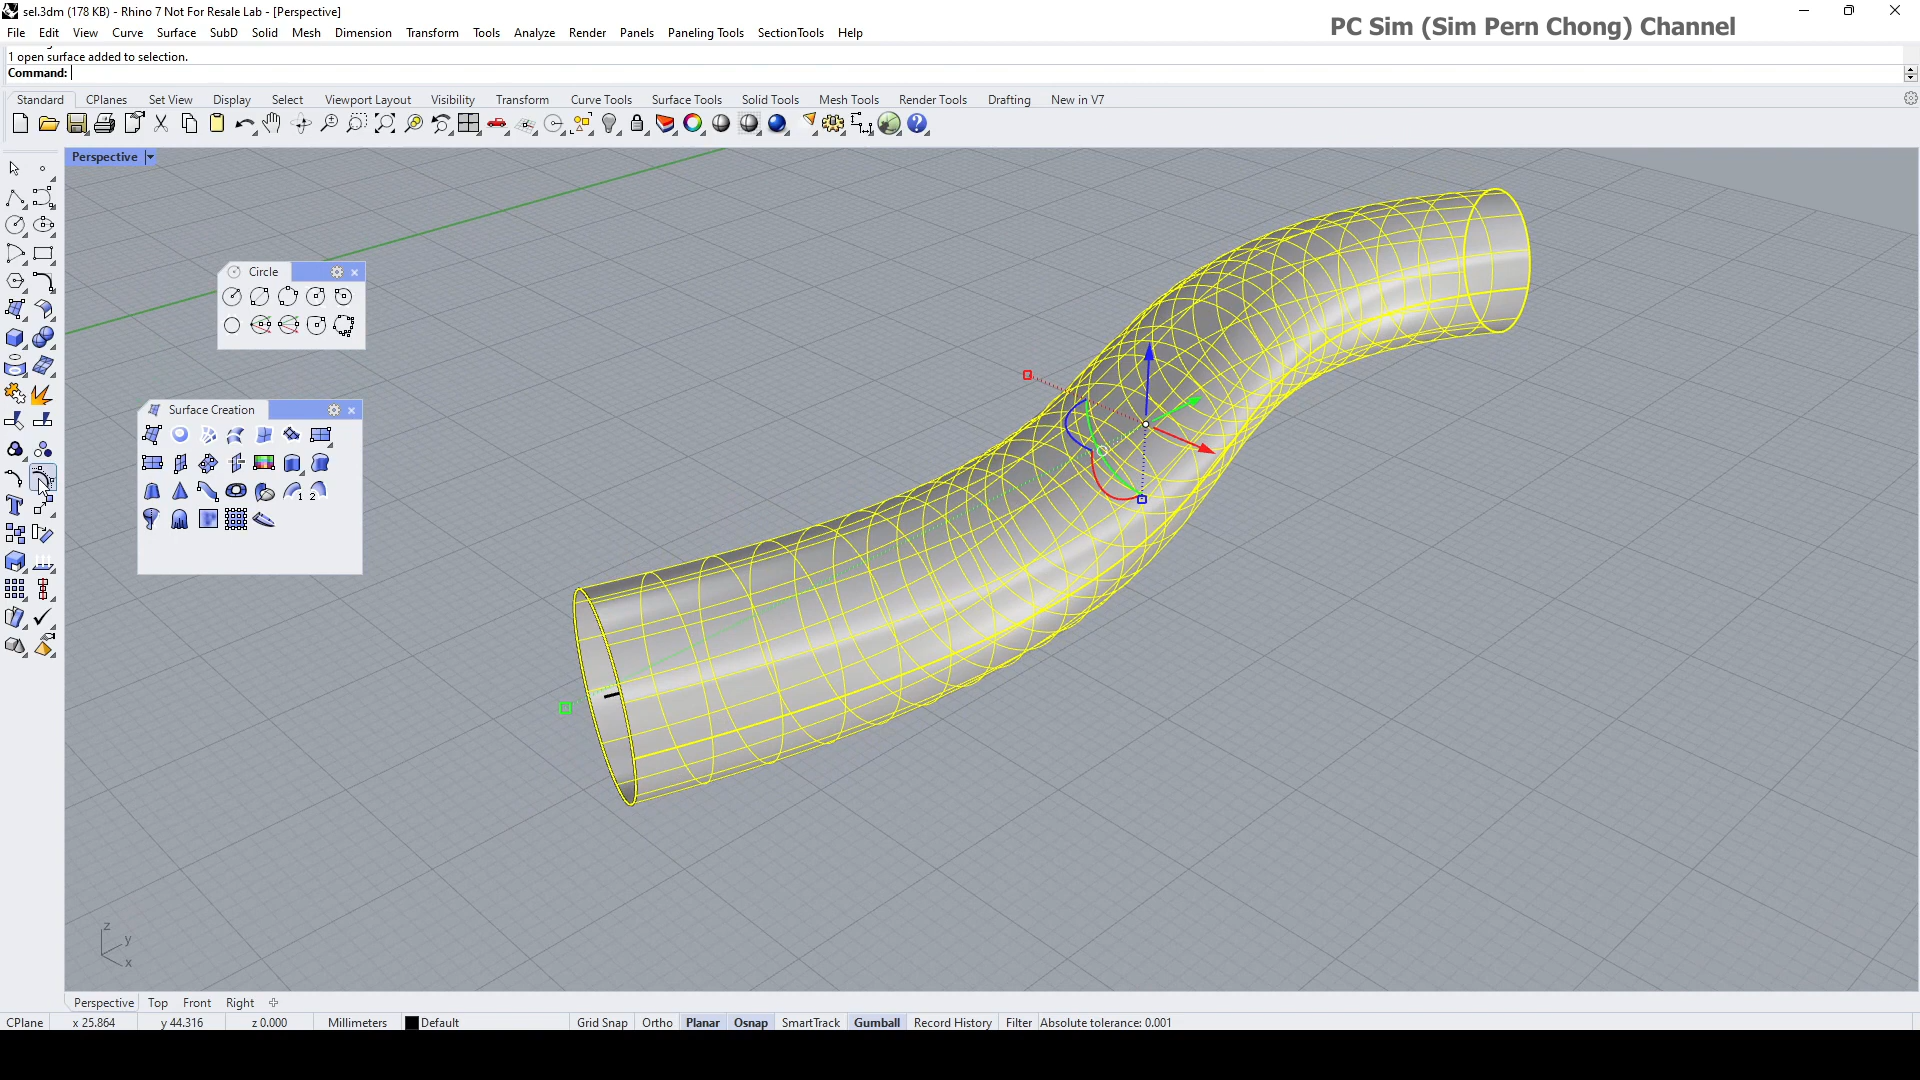 sel.3dm (178 KB) - Rhino 7 Not For Resale Lab - [Perspective]
PC Sim (Sim Pern Chong) Channel
File Edit View Curve Surface SubD Solid Mesh Dimension Transform Tools Analyze Render Panels Paneling Tools SectionTools Help
1 open surface added to selection.
Command:
Standard CPlanes Set View Display Select Viewport Layout Visibility Transform Curve Tools Surface Tools Solid Tools Mesh Tools Render Tools Drafting New in V7
Perspective
Circle
Surface Creation
1 2
z
y
x
Perspective Top Front Right
CPlane x 25.864 y 44.316 z 0.000 Millimeters Default Grid Snap Ortho Planar Osnap SmartTrack Gumball Record History Filter Absolute tolerance: 0.001